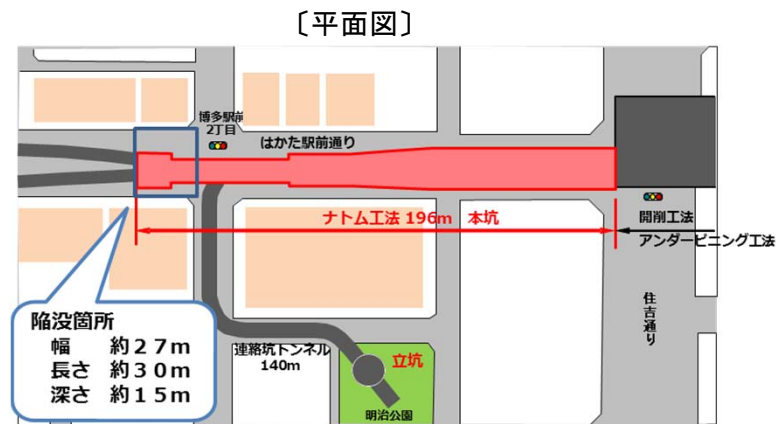 〔平面図〕
博多駅前
2丁目
はかた駅前通り
ナトム工法 196m 本坑
開削工法
アンダーピニング工法
住吉通り
陥没箇所
幅 約27m
長さ 約30m
深さ 約15m
連絡坑トンネル
140m
立坑
明治公園